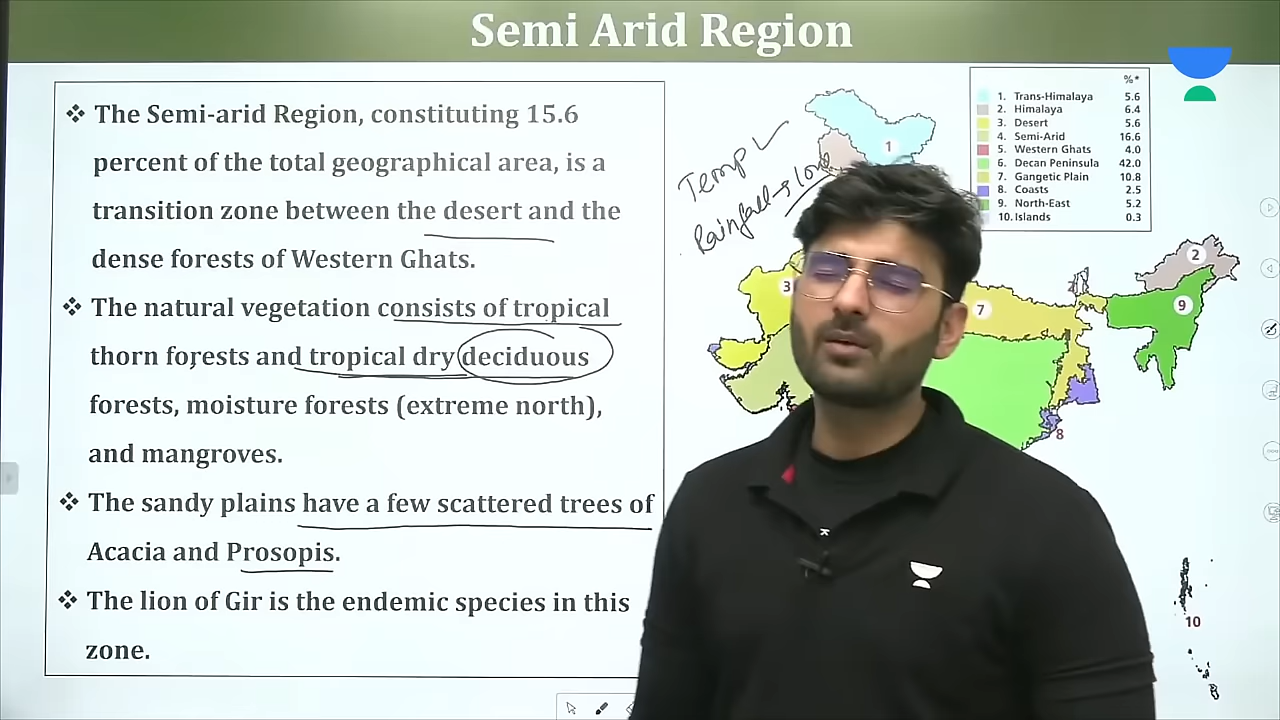 Semi Arid Region
❖ The Semi-arid Region, constituting 15.6
percent of the total geographical area, is a
transition zone between the desert and the
dense forests of Western Ghats.
❖ The natural vegetation consists of tropical
thorn forests and tropical dry deciduous
forests, moisture forests (extreme north),
and mangroves.
❖ The sandy plains have a few scattered trees of
Acacia and Prosopis.
❖ The lion of Gir is the endemic species in this
zone.
Temp
Rainfall → low
%*
1. Trans-Himalaya 5.6
2. Himalaya 6.4
3. Desert 5.6
4. Semi-Arid 16.6
5. Western Ghats 4.0
6. Decan Peninsula 42.0
7. Gangetic Plain 10.8
8. Coasts 2.5
9. North-East 5.2
10. Islands 0.3
1
2
3
7
9
8
10